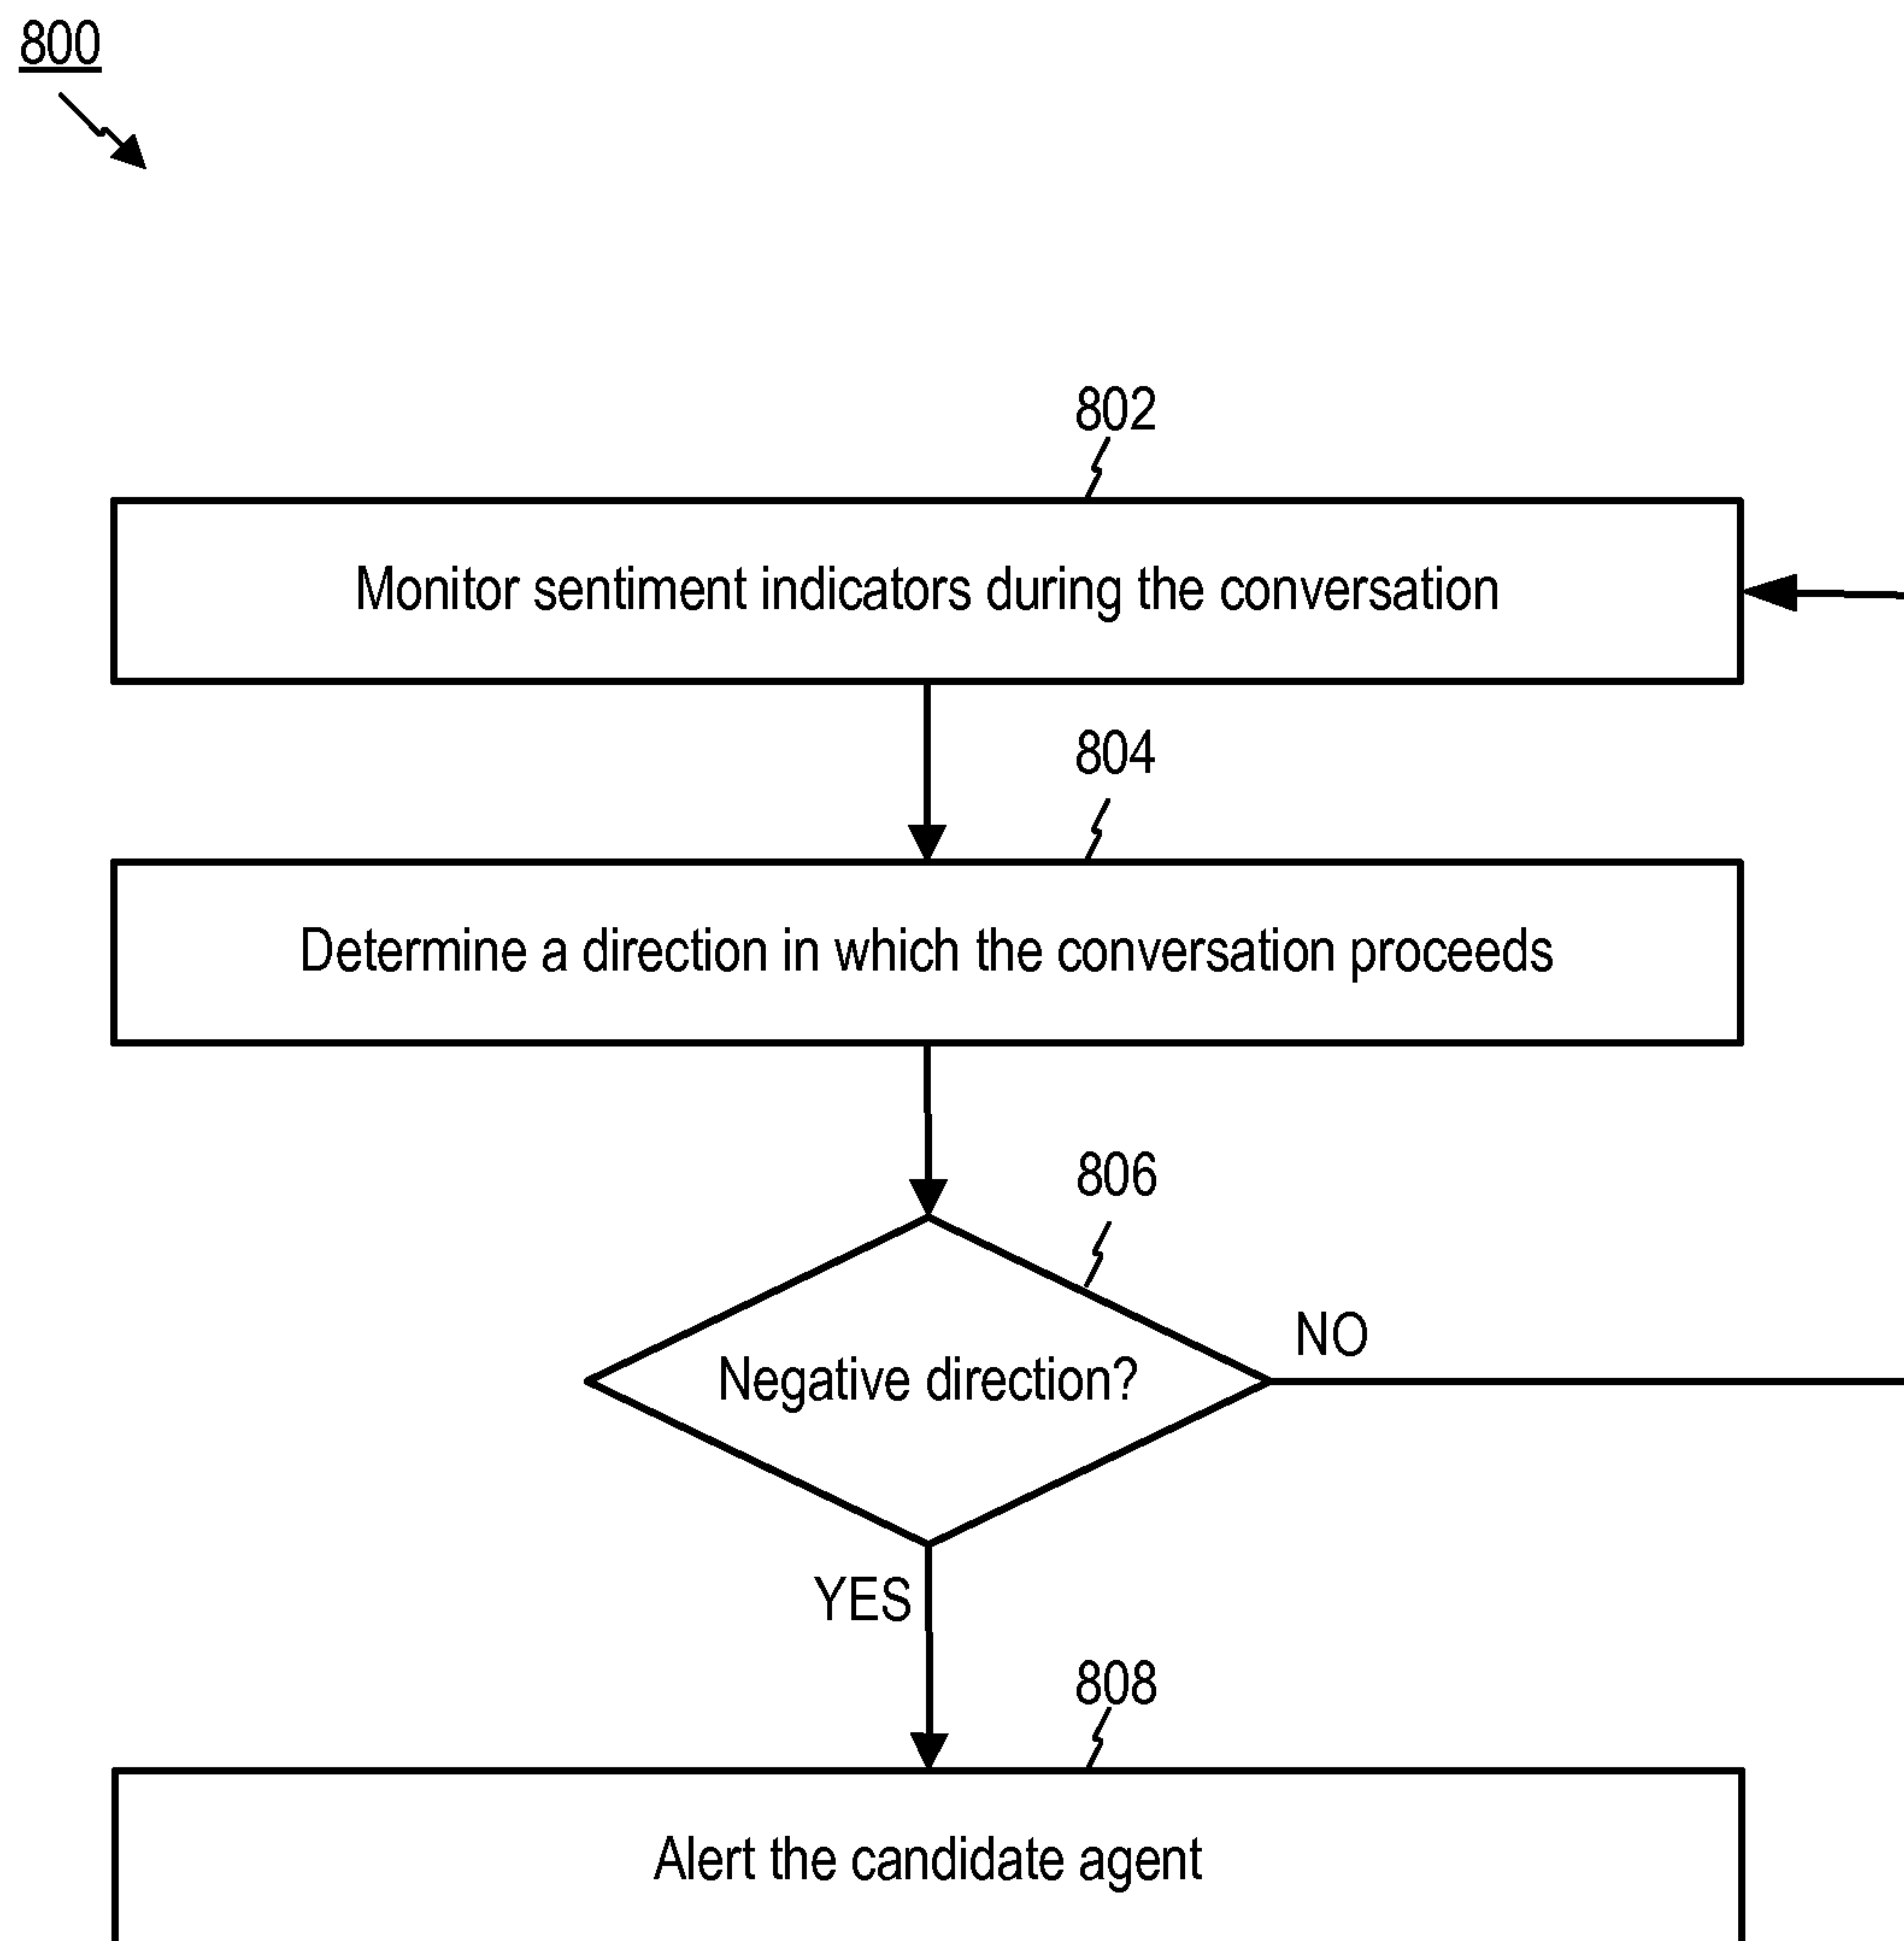 800
802
Monitor sentiment indicators during the conversation
804
Determine a direction in which the conversation proceeds
806
NO
Negative direction?
YES
808
Alert the candidate agent